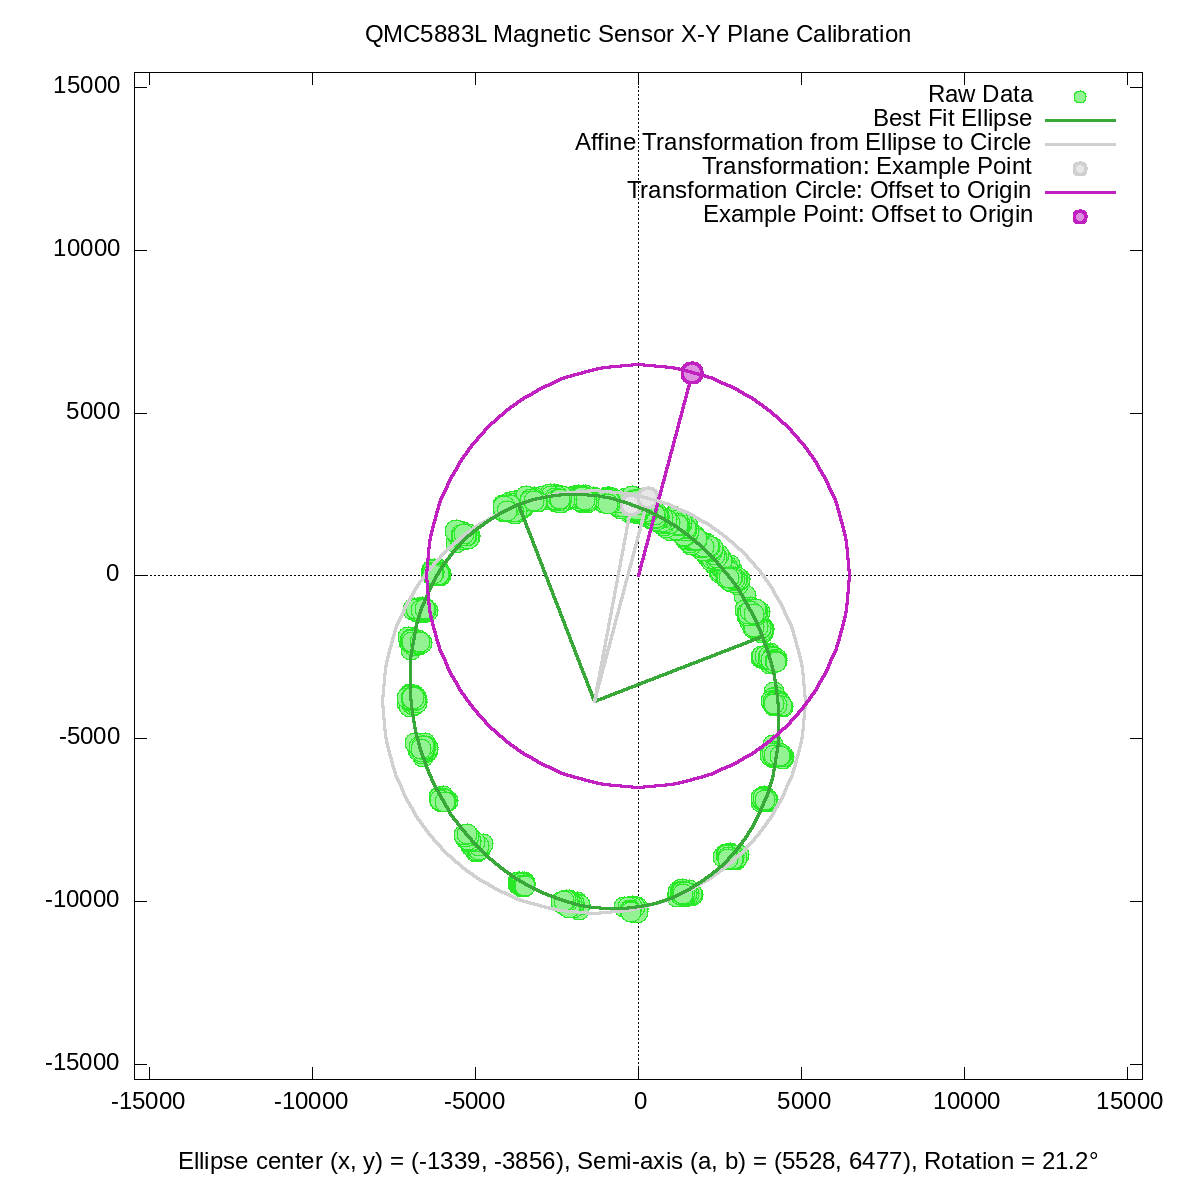 QMC5883L Magnetic Sensor X-Y Plane Calibration
15000
10000
5000
0
-5000
-10000
-15000
Raw Data
Best Fit Ellipse
Affine Transformation from Ellipse to Circle
Transformation: Example Point
Transformation Circle: Offset to Origin
Example Point: Offset to Origin
-15000 -10000 -5000 0 5000 10000 15000
Ellipse center (x, y) = (-1339, -3856), Semi-axis (a, b) = (5528, 6477), Rotation = 21.2°